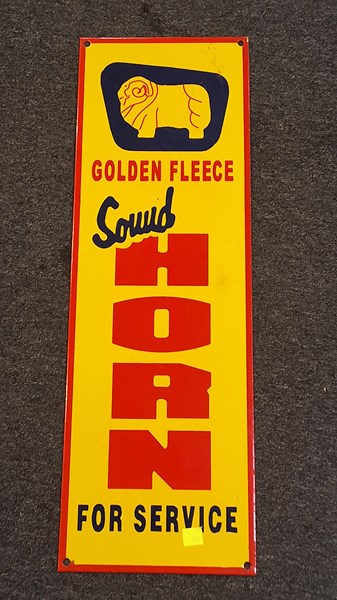 GOLDEN FLEECE
Sound
HORN
FOR SERVICE